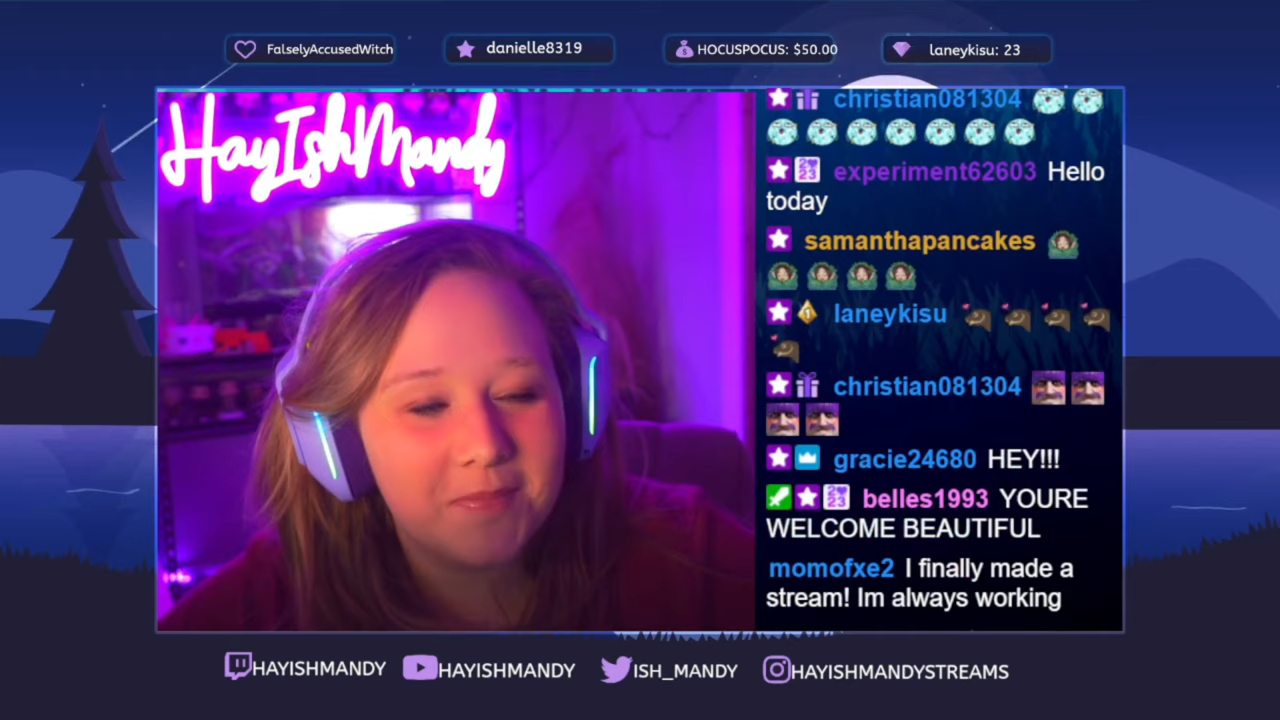 FalselyAccusedWitch
danielle8319
HOCUSPOCUS: $50.00
laneykisu: 23
HayIshMandy
christian081304
experiment62603 Hello
today
samanthapancakes
laneykisu
christian081304
gracie24680 HEY!!!
belles1993 YOURE
WELCOME BEAUTIFUL
momofxe2 I finally made a
stream! Im always working
HAYISHMANDY
HAYISHMANDY
ISH_MANDY
HAYISHMANDYSTREAMS